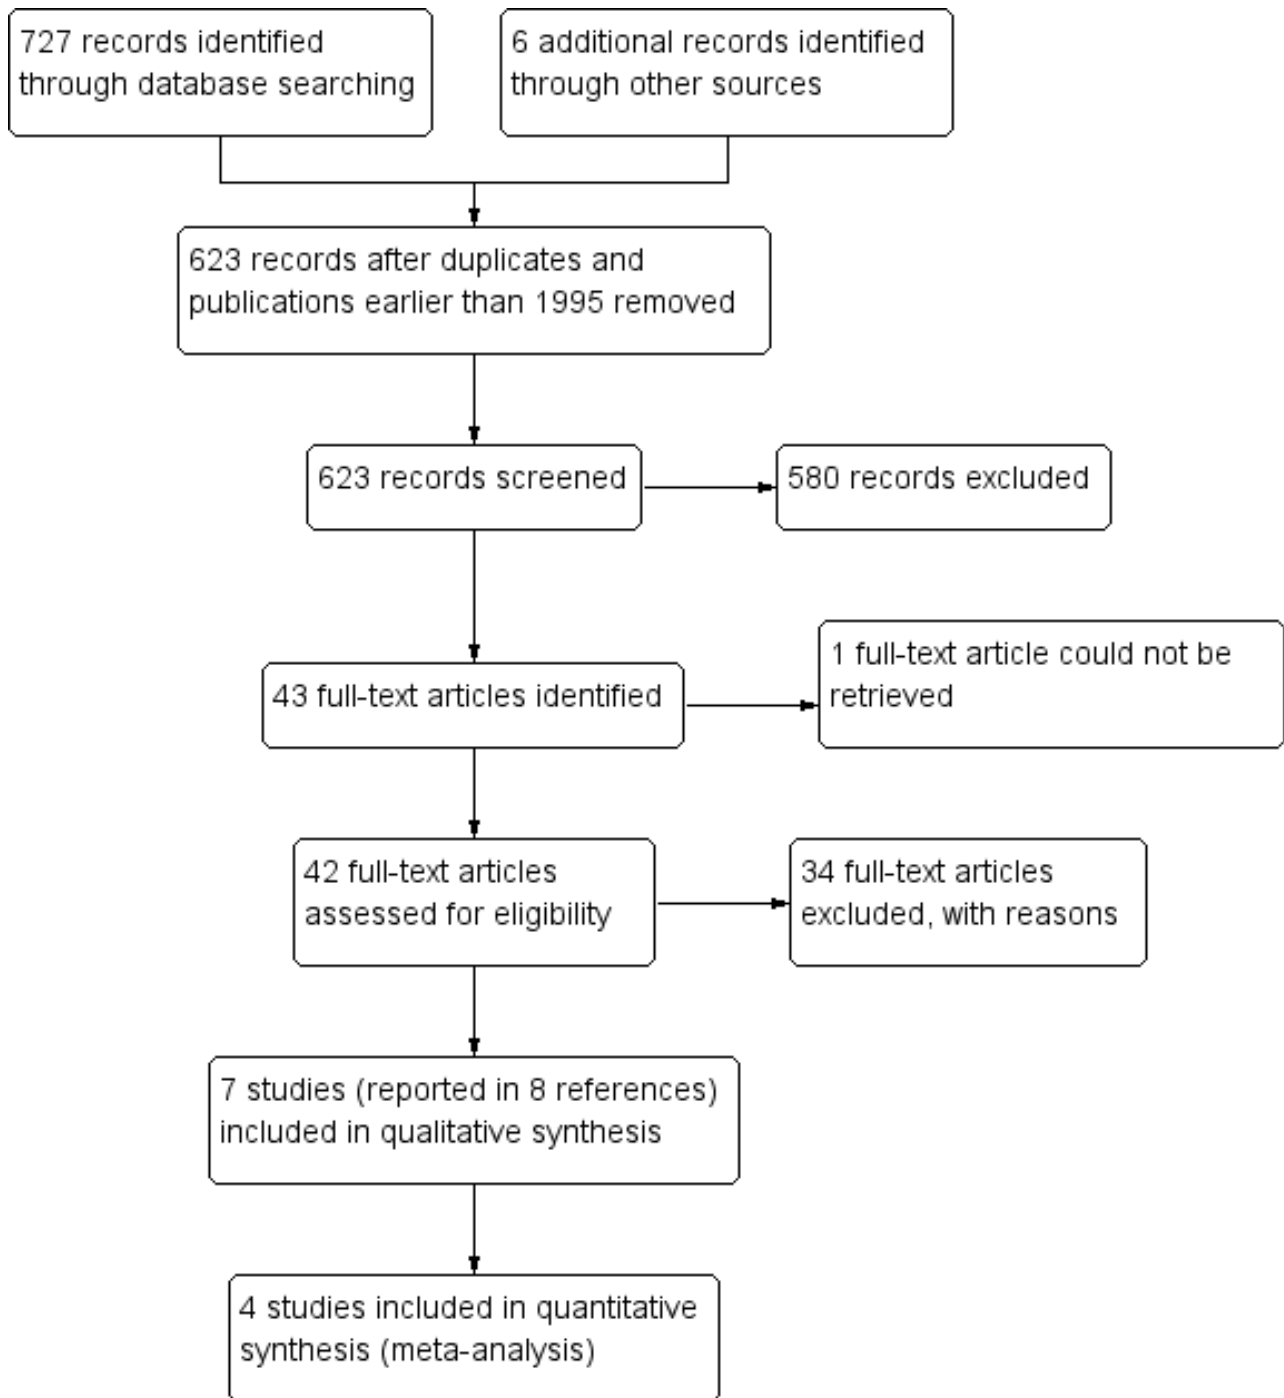 727 records identified
through database searching
6 additional records identified
through other sources
623 records after duplicates and
publications earlier than 1995 removed
623 records screened
580 records excluded
43 full-text articles identified
1 full-text article could not be
retrieved
42 full-text articles
assessed for eligibility
34 full-text articles
excluded, with reasons
7 studies (reported in 8 references)
included in qualitative synthesis
4 studies included in quantitative
synthesis (meta-analysis)